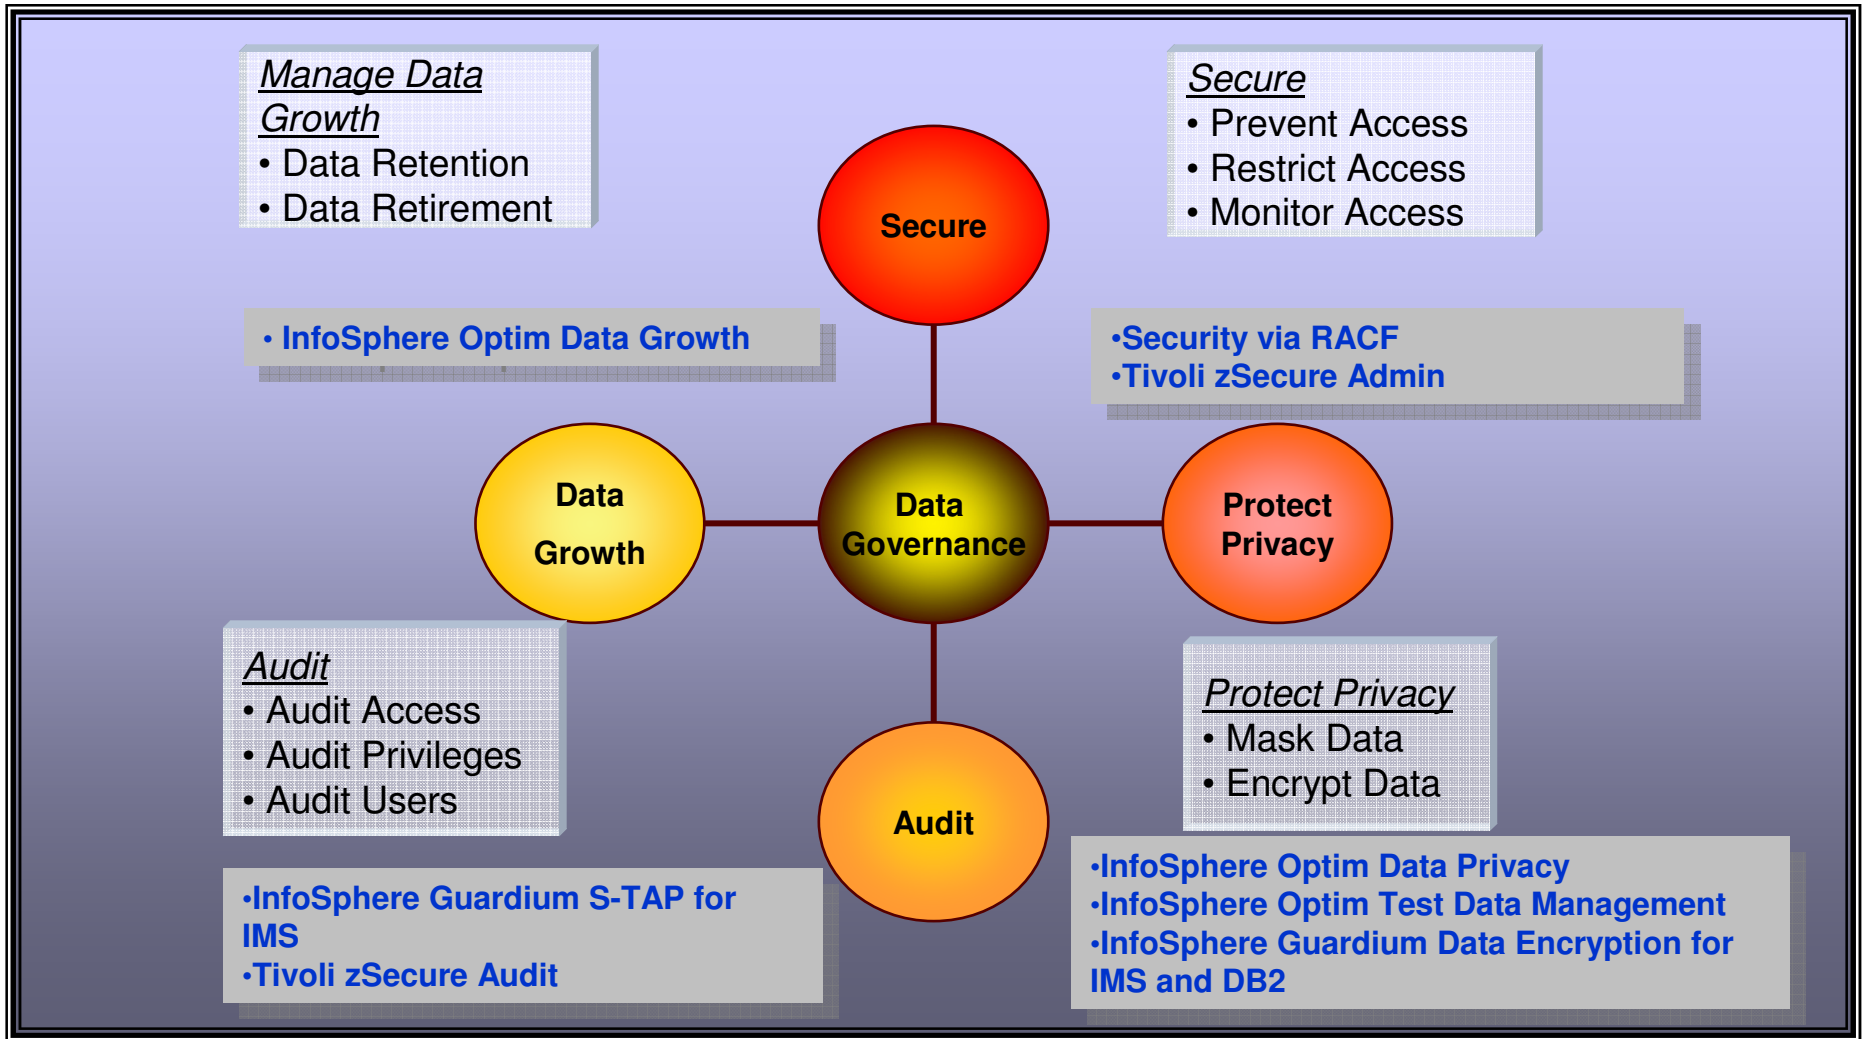 Manage Data
Growth
• Data Retention
• Data Retirement
Secure
• Prevent Access
• Restrict Access
• Monitor Access
Secure
• InfoSphere Optim Data Growth
•Security via RACF
•Tivoli zSecure Admin
Data
Growth
Data
Governance
Protect
Privacy
Audit
• Audit Access
• Audit Privileges
• Audit Users
Protect Privacy
• Mask Data
• Encrypt Data
Audit
•InfoSphere Guardium S-TAP for
IMS
•Tivoli zSecure Audit
•InfoSphere Optim Data Privacy
•InfoSphere Optim Test Data Management
•InfoSphere Guardium Data Encryption for
IMS and DB2